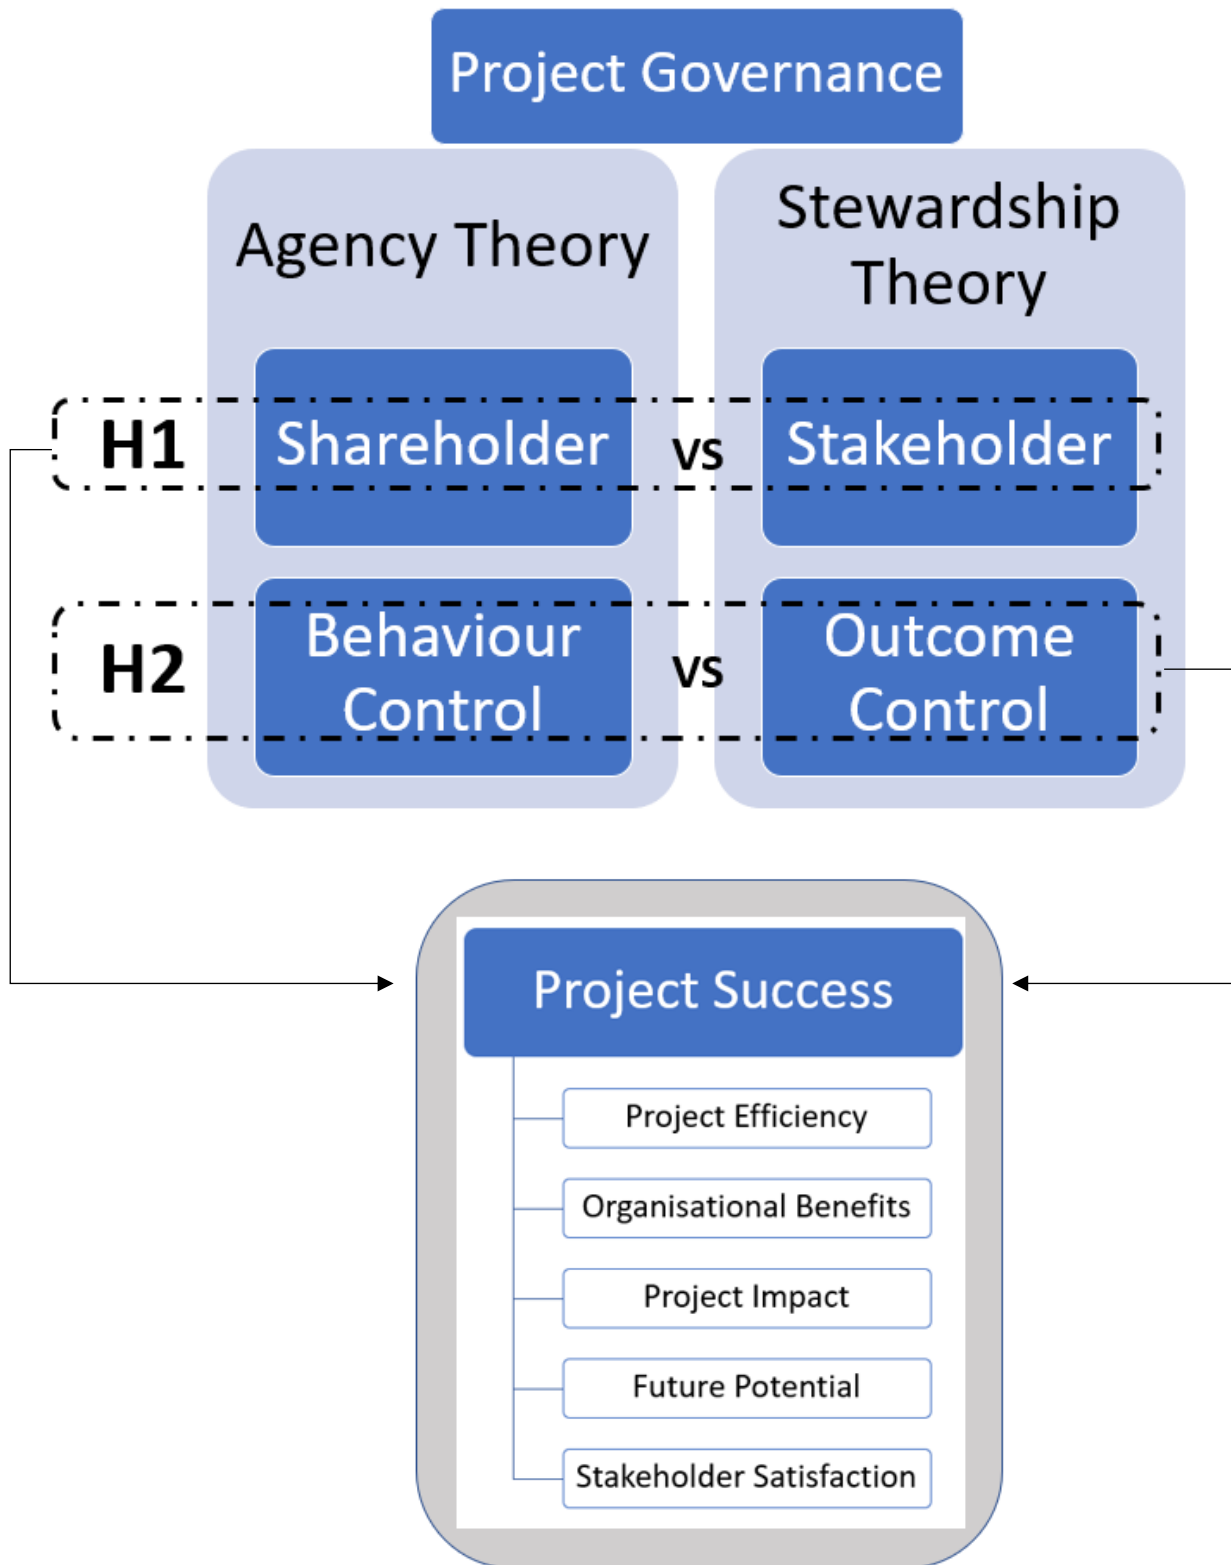 Project Governance
Agency Theory
Stewardship
Theory
H1
Shareholder
vs
Stakeholder
H2
Behaviour
Control
vs
Outcome
Control
Project Success
Project Efficiency
Organisational Benefits
Project Impact
Future Potential
Stakeholder Satisfaction